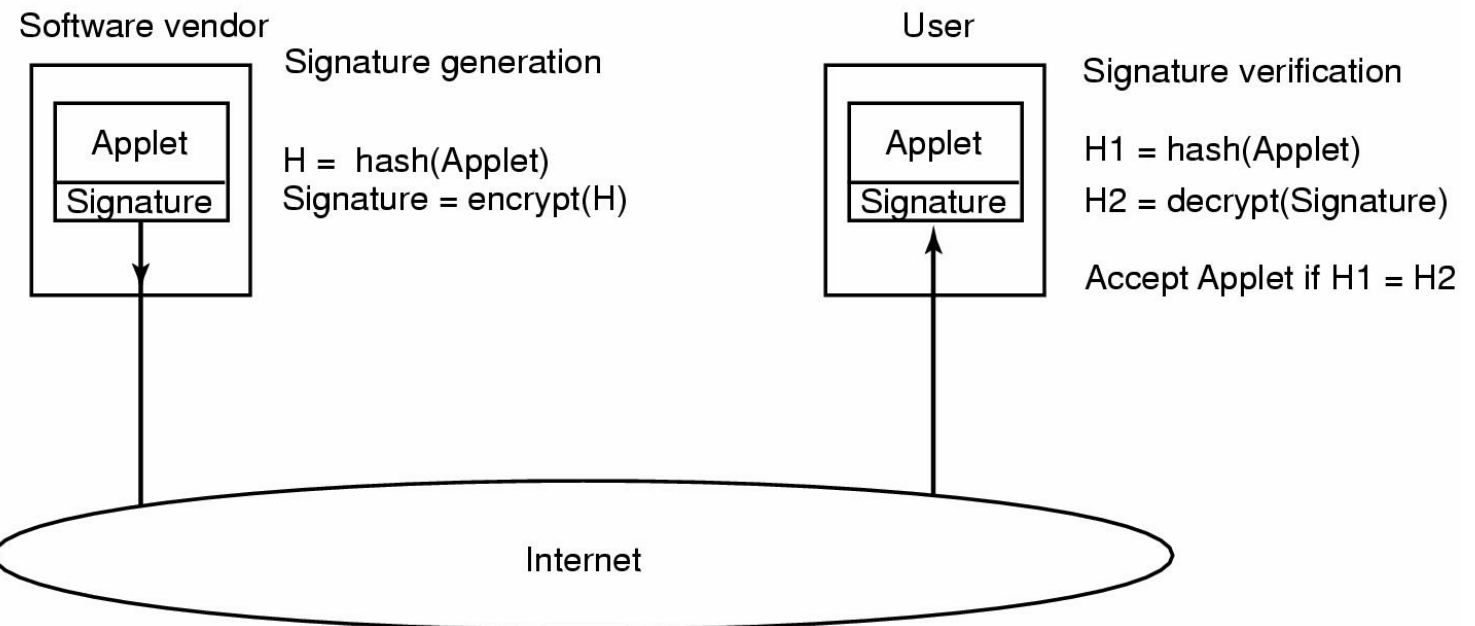 Software vendor
Signature generation
Applet
Signature
H = hash(Applet)
Signature = encrypt(H)
User
Signature verification
Applet
Signature
H1 = hash(Applet)
H2 = decrypt(Signature)
Accept Applet if H1 = H2
Internet